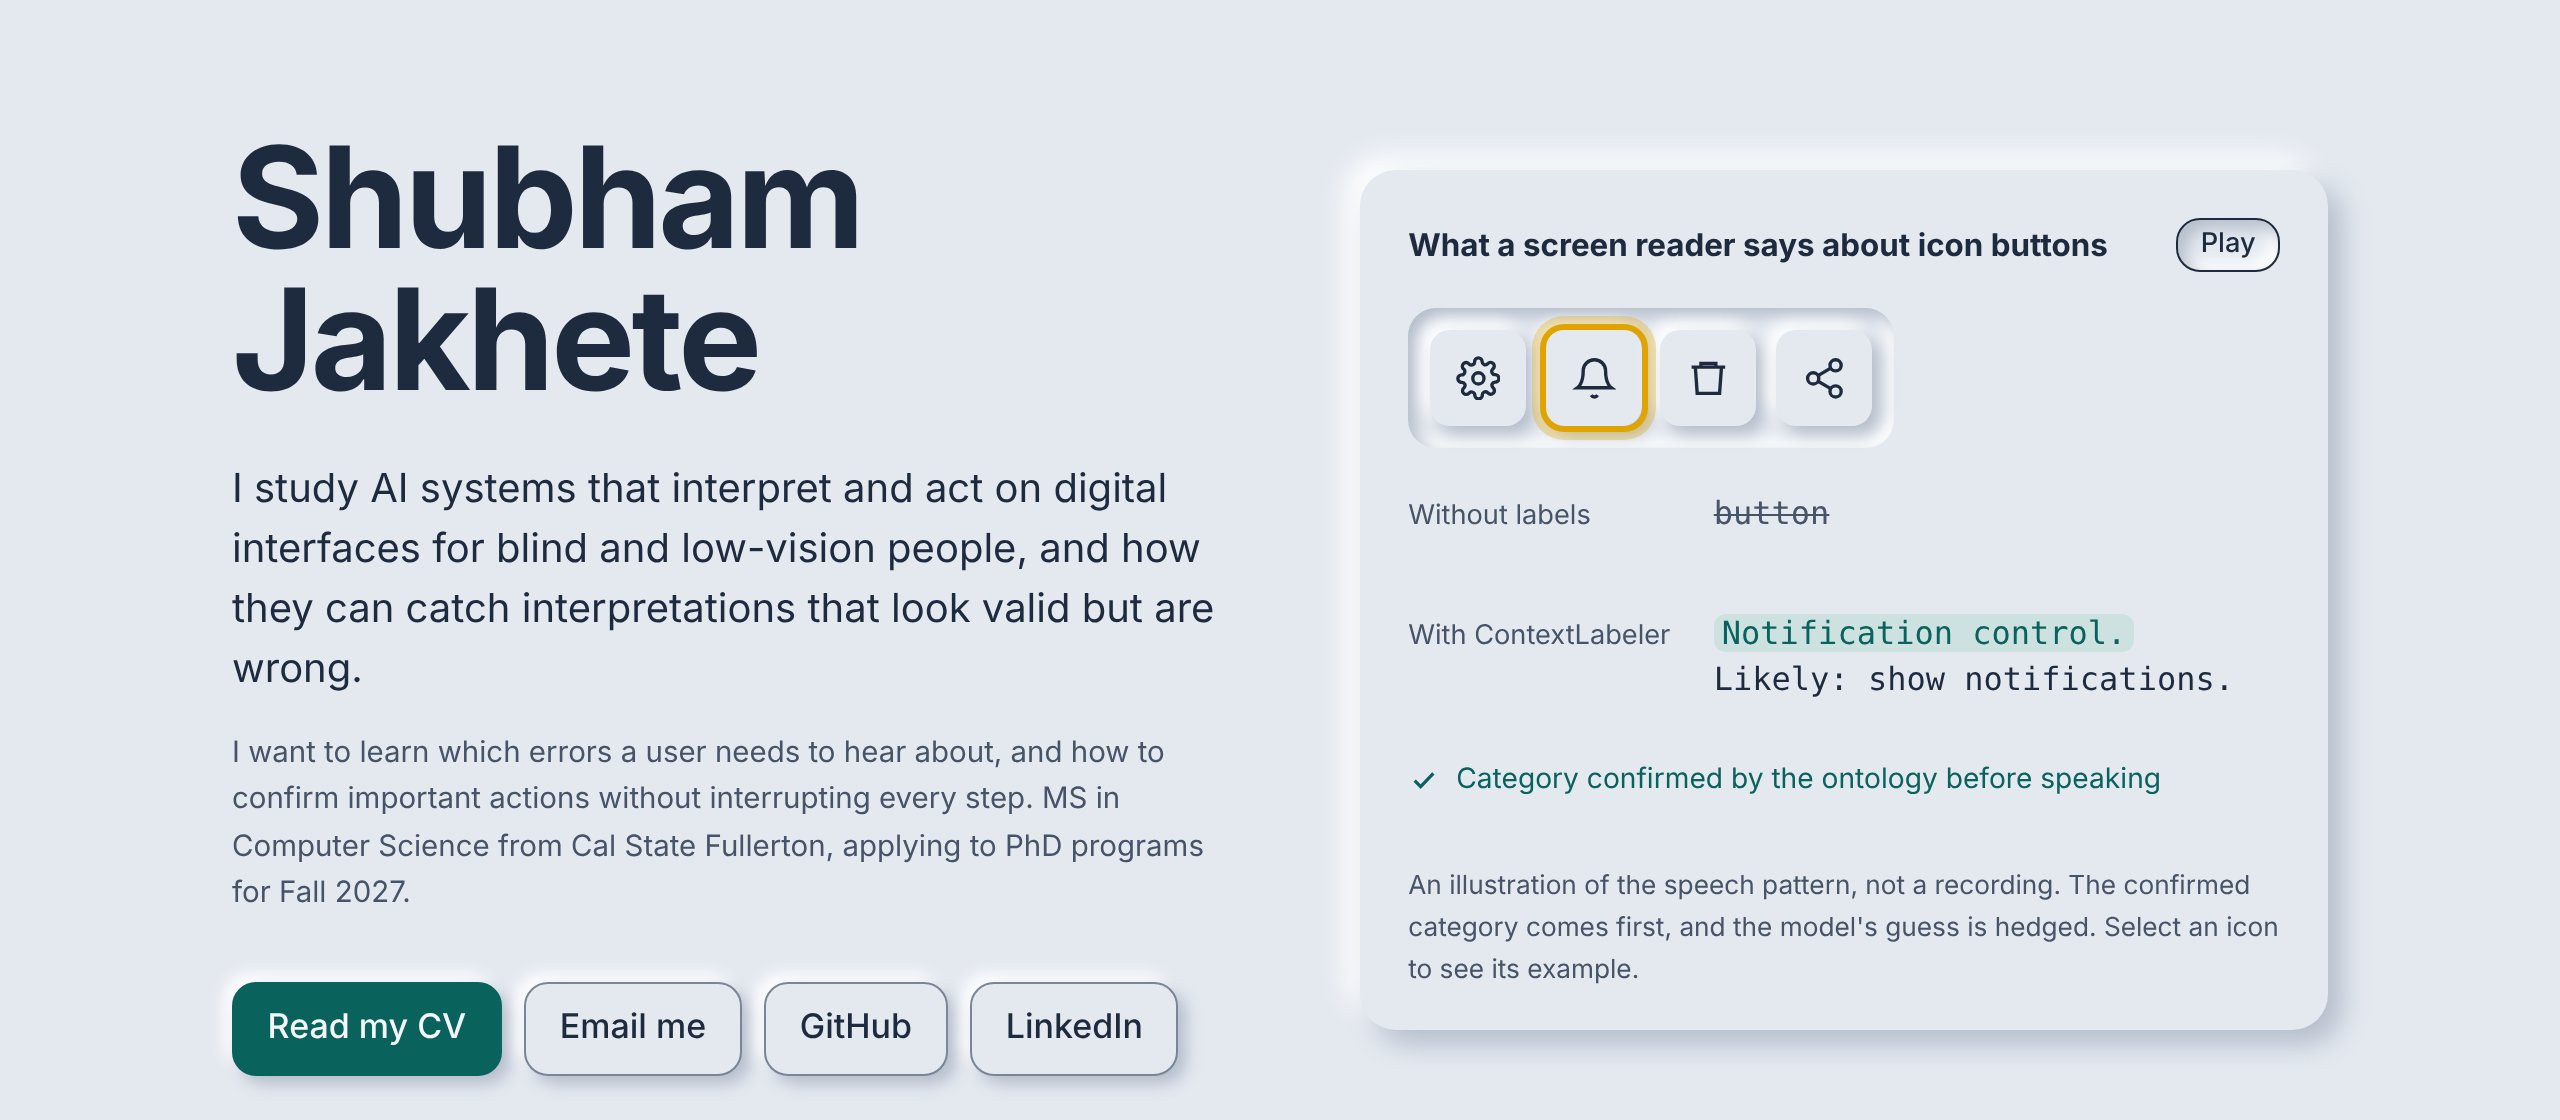 Shubham
Jakhete
I study AI systems that interpret and act on digital
interfaces for blind and low-vision people, and how
they can catch interpretations that look valid but are
wrong.
I want to learn which errors a user needs to hear about, and how to
confirm important actions without interrupting every step. MS in
Computer Science from Cal State Fullerton, applying to PhD programs
for Fall 2027.
Read my CV
Email me
GitHub
LinkedIn
What a screen reader says about icon buttons
Play
Without labels
button
With ContextLabeler
Notification control.
Likely: show notifications.
Category confirmed by the ontology before speaking
An illustration of the speech pattern, not a recording. The confirmed
category comes first, and the model's guess is hedged. Select an icon
to see its example.